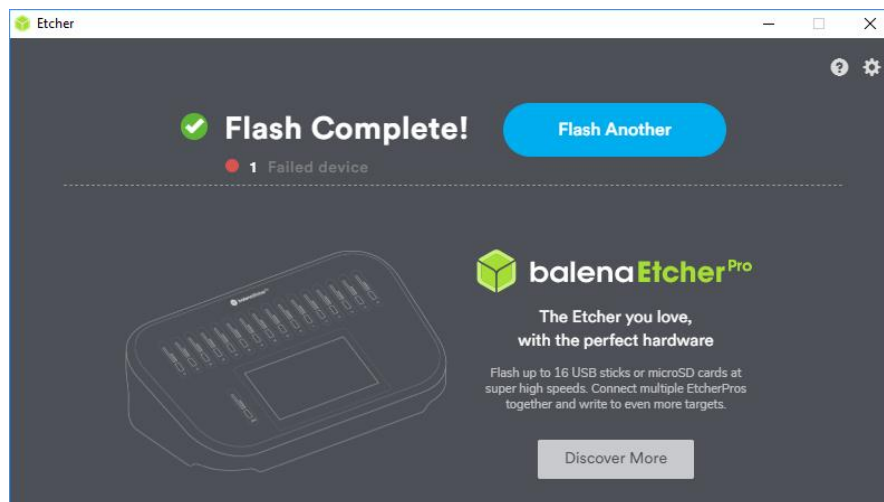 Etcher
Flash Complete!
Flash Another
1 Failed device
balenaEtcher Pro
The Etcher you love,
with the perfect hardware
Flash up to 16 USB sticks or microSD cards at
super high speeds. Connect multiple EtcherPros
together and write to even more targets.
Discover More